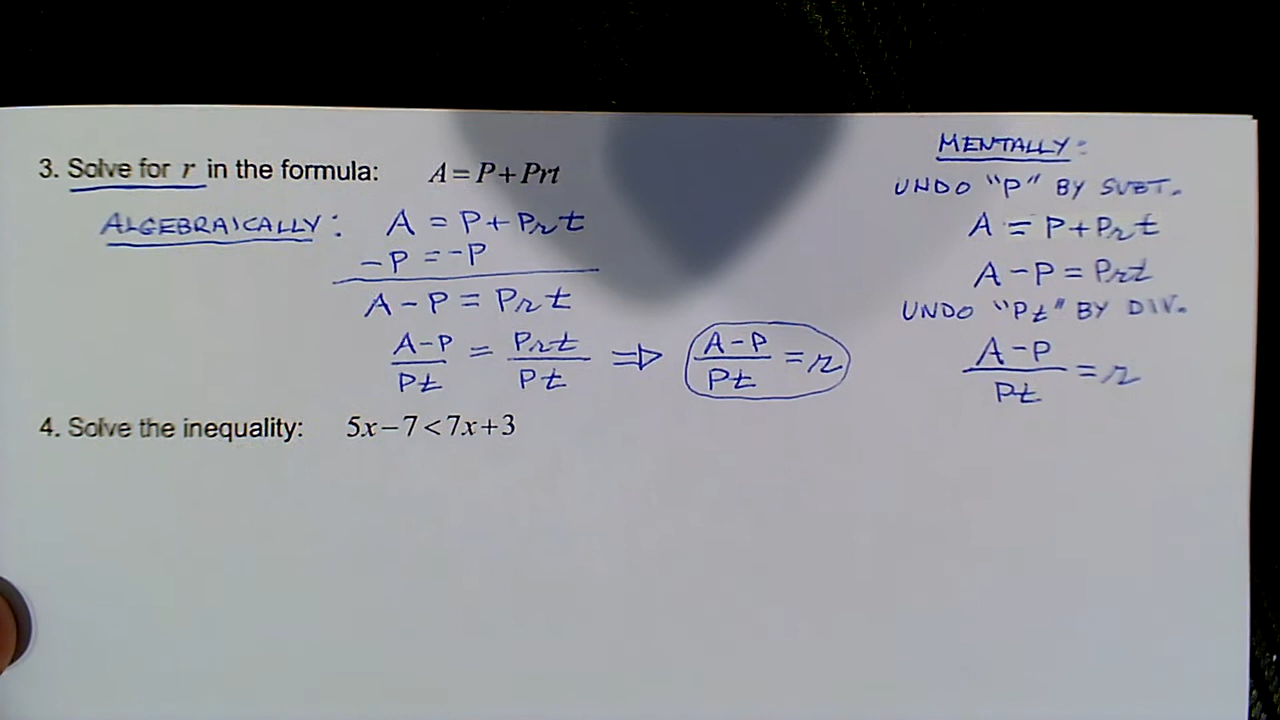 3. Solve for r in the formula: A = P + Prt
ALGEBRAICALLY: A = P + Prt
-P = -P
A - P = Prt
A-P / Pt = Prt / Pt ⇒ A-P / Pt = r
MENTALLY:
UNDO "P" BY SUBT.
A = P + Prt
A - P = Prt
UNDO "Pt" BY DIV.
A-P / Pt = r
4. Solve the inequality: 5x − 7 < 7x + 3